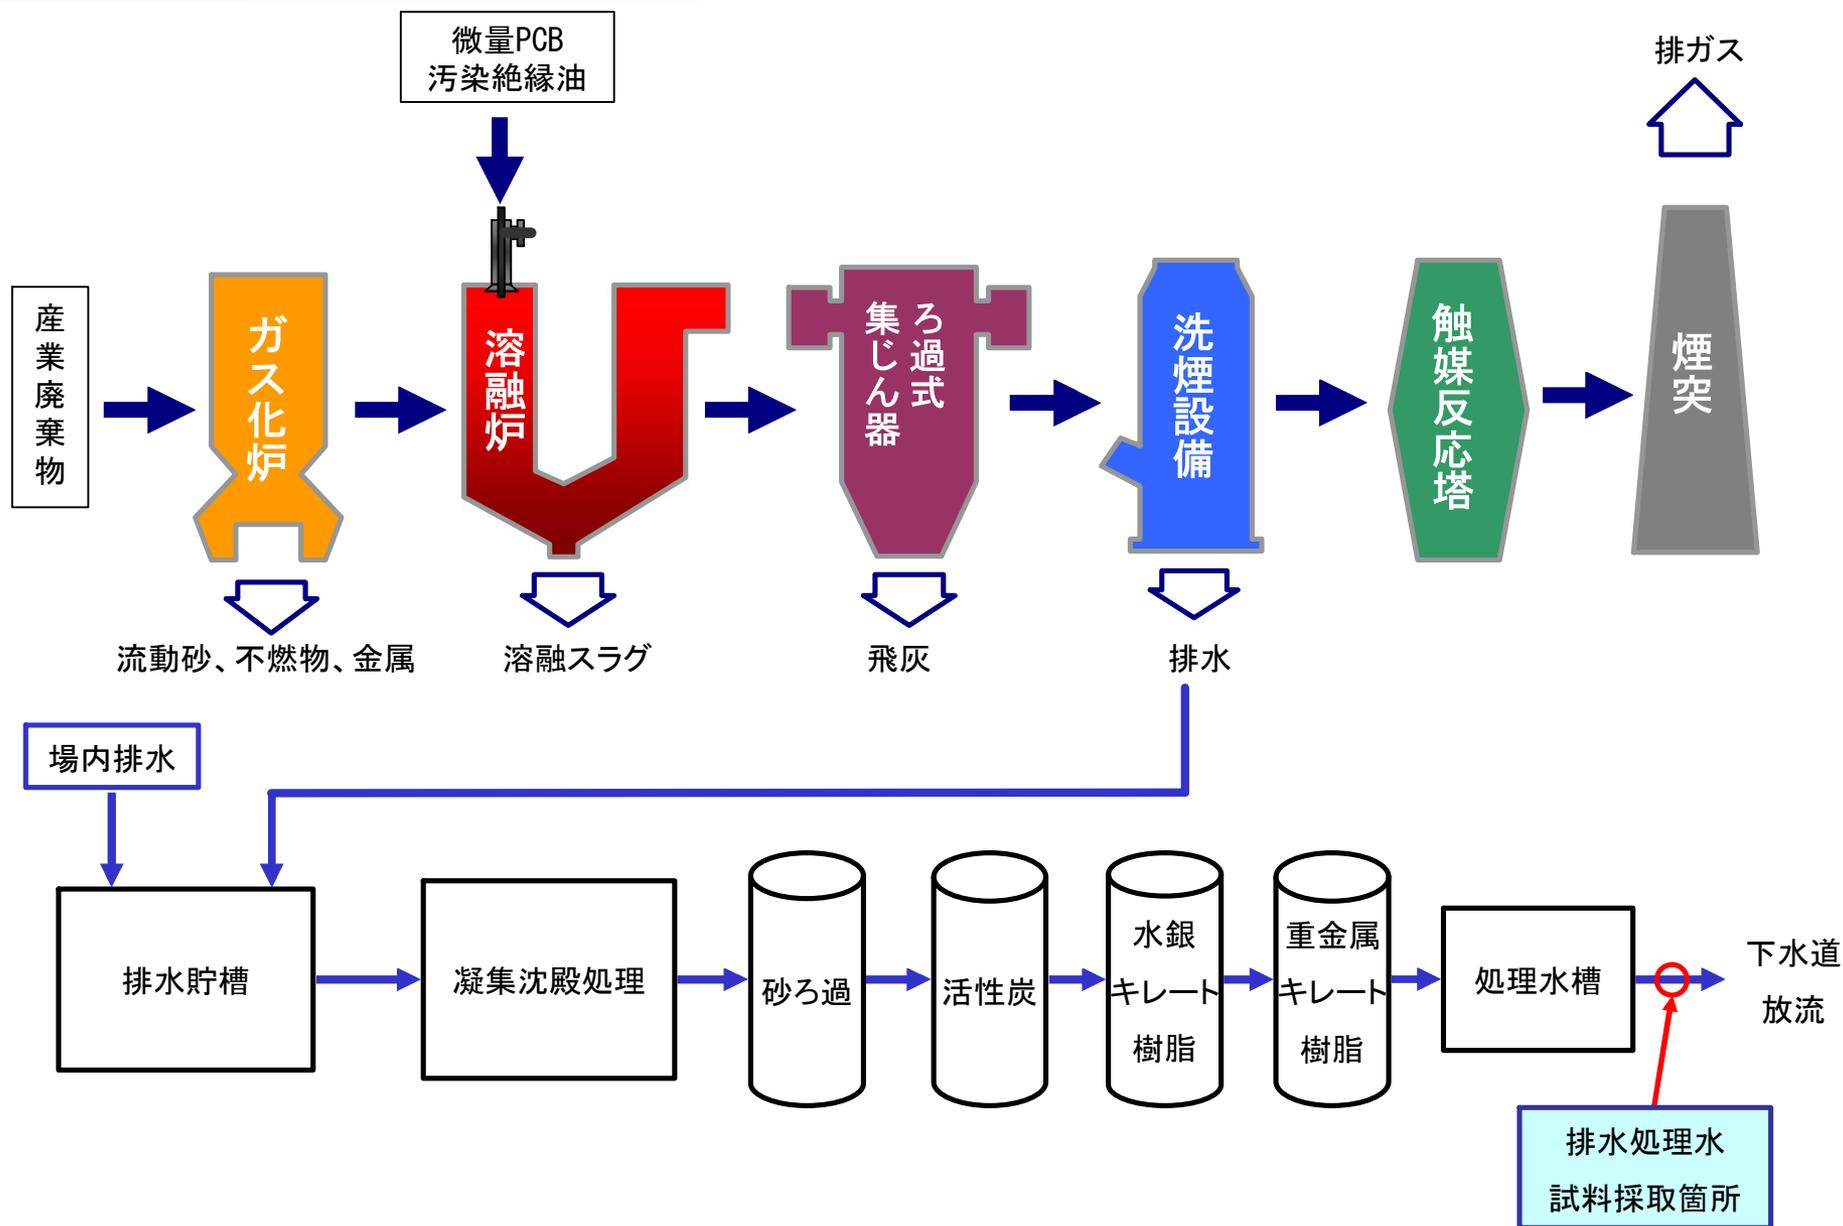 微量PCB
汚染絶縁油
排ガス
産業廃棄物
ガス化炉
溶融炉
ろ過式
集じん器
洗煙設備
触媒反応塔
煙突
流動砂、不燃物、金属
溶融スラグ
飛灰
排水
場内排水
排水貯槽
凝集沈殿処理
砂ろ過
活性炭
水銀
キレート
樹脂
重金属
キレート
樹脂
処理水槽
下水道
放流
排水処理水
試料採取箇所